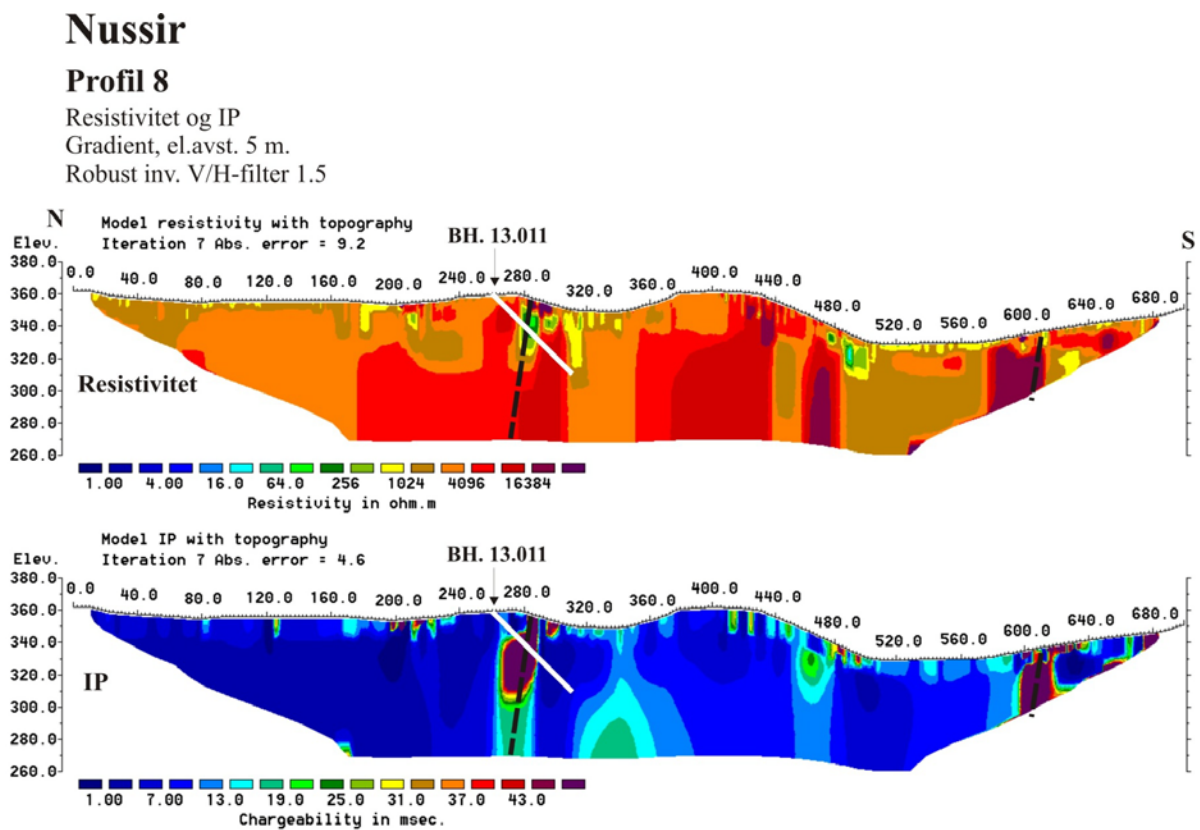 Nussir
Profil 8
Resistivitet og IP
Gradient, el.avst. 5 m.
Robust inv. V/H-filter 1.5
N
Model resistivity with topography
BH. 13.011
S
Elev.
Iteration 7 Abs. error = 9.2
380.0
0.0 40.0 80.0 120.0 160.0 200.0 240.0 280.0 320.0 360.0 400.0 440.0 480.0 520.0 560.0 600.0 640.0 680.0
360.0
340.0
320.0
Resistivitet
300.0
280.0
260.0
1.00 4.00 16.0 64.0 256 1024 4096 16384
Resistivity in ohm.m
Model IP with topography
BH. 13.011
Elev.
Iteration 7 Abs. error = 4.6
380.0
0.0 40.0 80.0 120.0 160.0 200.0 240.0 280.0 320.0 360.0 400.0 440.0 480.0 520.0 560.0 600.0 640.0 680.0
360.0
340.0
320.0
IP
300.0
280.0
260.0
1.00 7.00 13.0 19.0 25.0 31.0 37.0 43.0
Chargeability in msec.